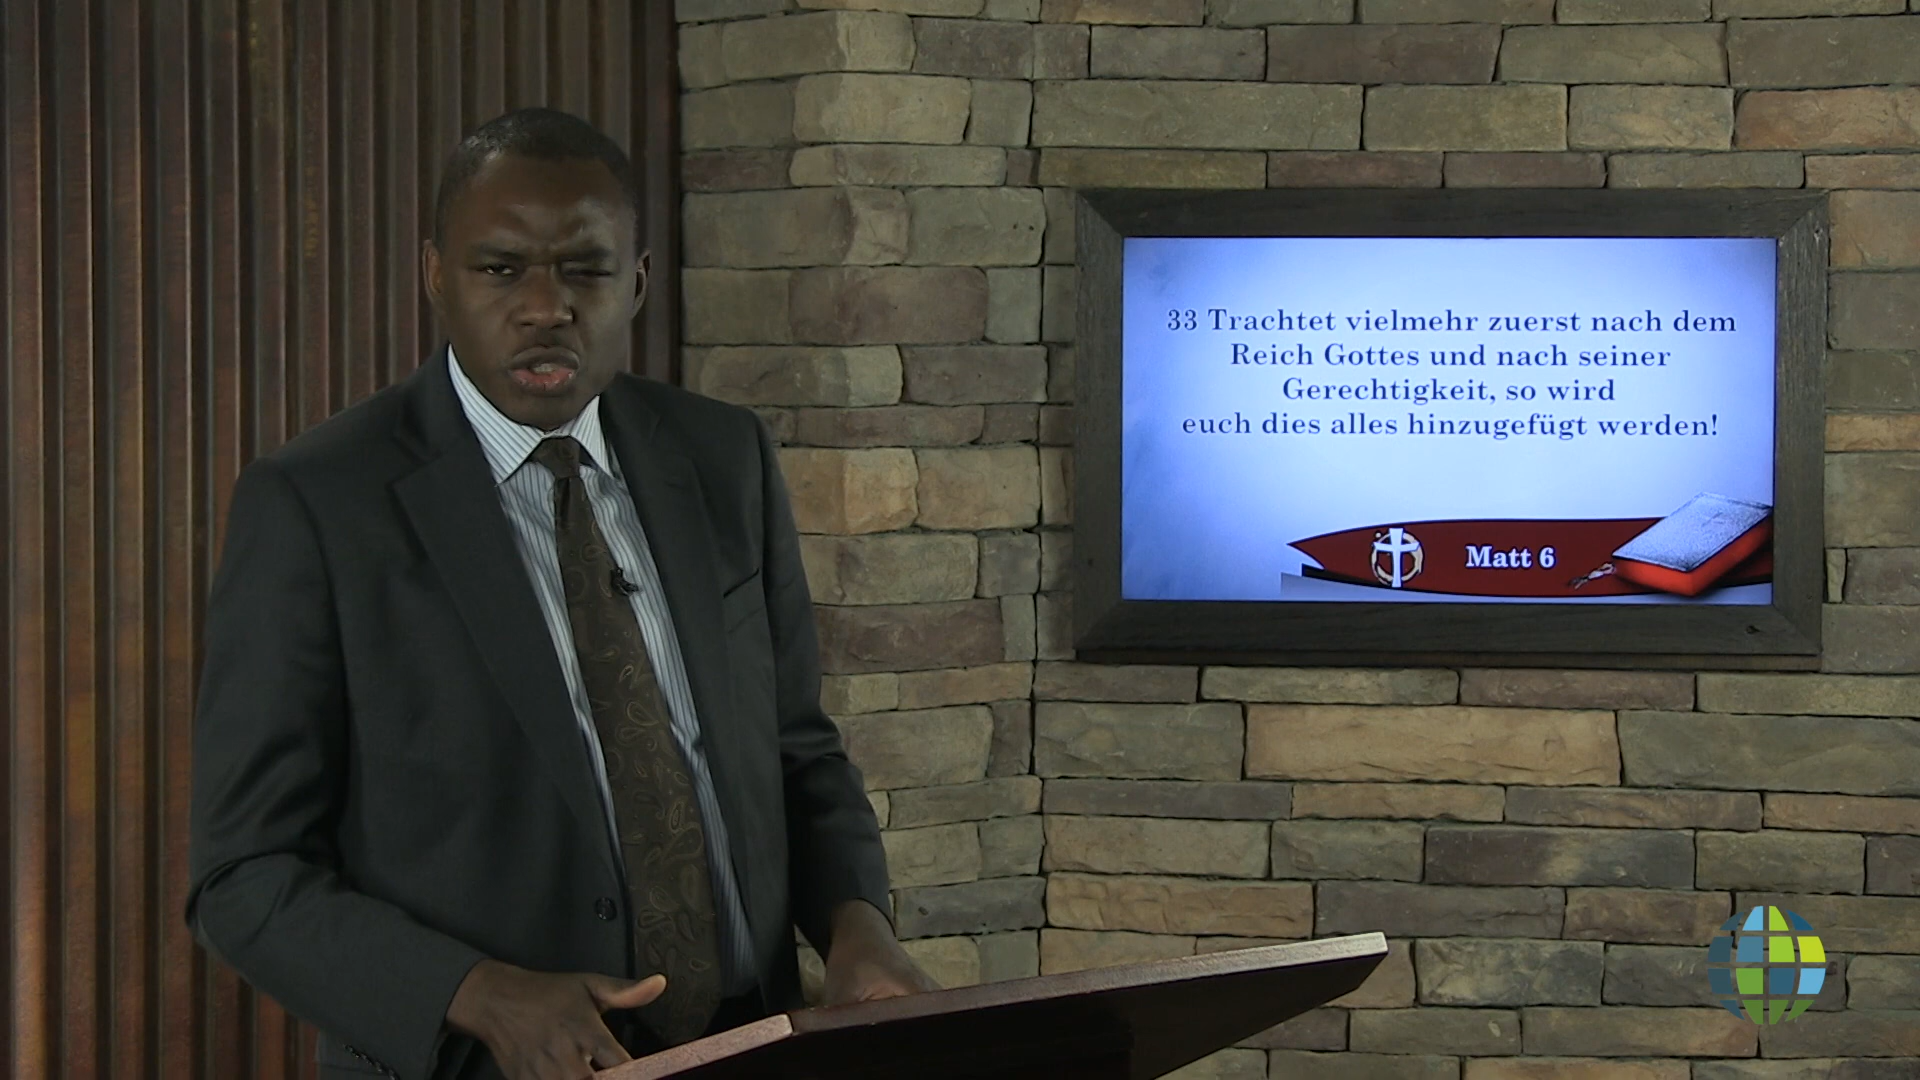 33 Trachtet vielmehr zuerst nach dem
Reich Gottes und nach seiner
Gerechtigkeit, so wird
euch dies alles hinzugefügt werden!
Matt 6